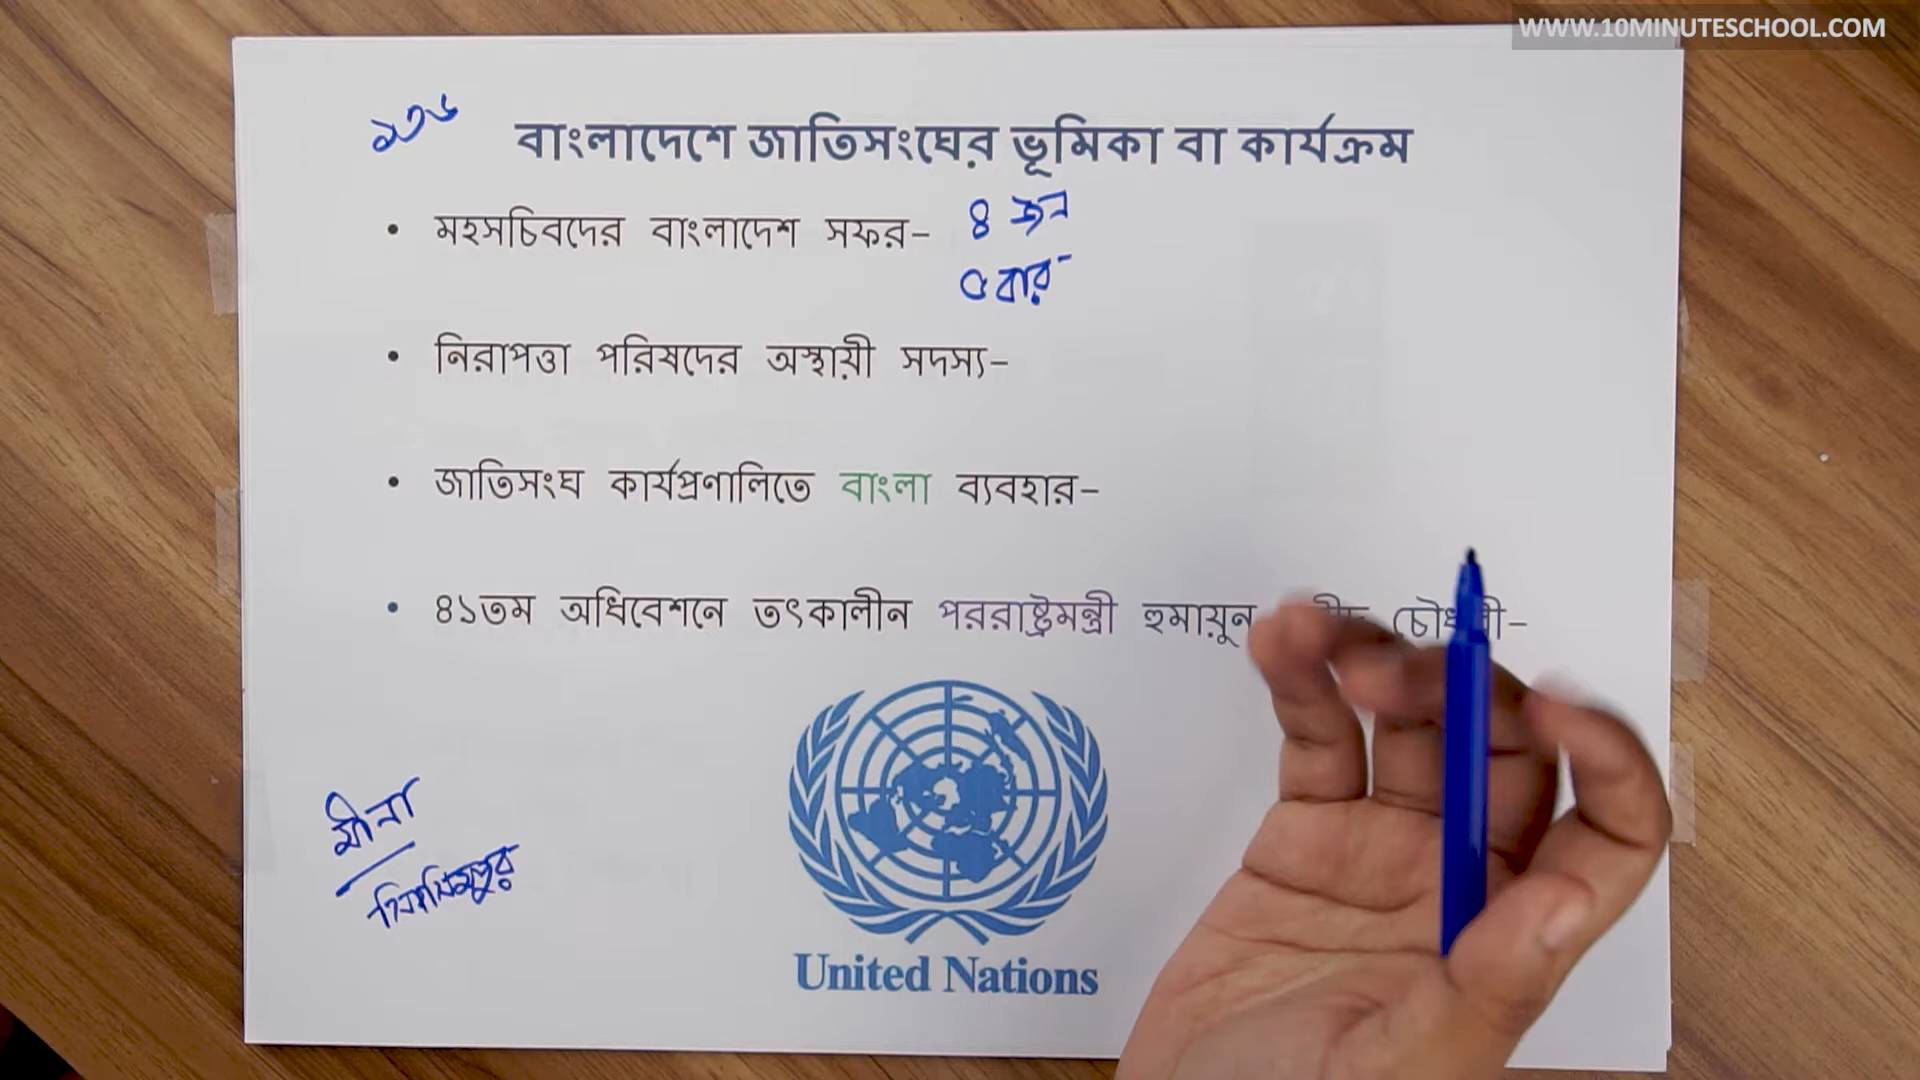 WWW.10MINUTESCHOOL.COM
১৩৬
বাংলাদেশে জাতিসংঘের ভূমিকা বা কার্যক্রম
• মহসচিবদের বাংলাদেশ সফর– ৪ জন
৫ বার
• নিরাপত্তা পরিষদের অস্থায়ী সদস্য–
• জাতিসংঘ কার্যপ্রণালিতে বাংলা ব্যবহার–
• ৪১তম অধিবেশনে তৎকালীন পররাষ্ট্রমন্ত্রী হুমায়ুন চৌধুরী–
মীনা
United Nations